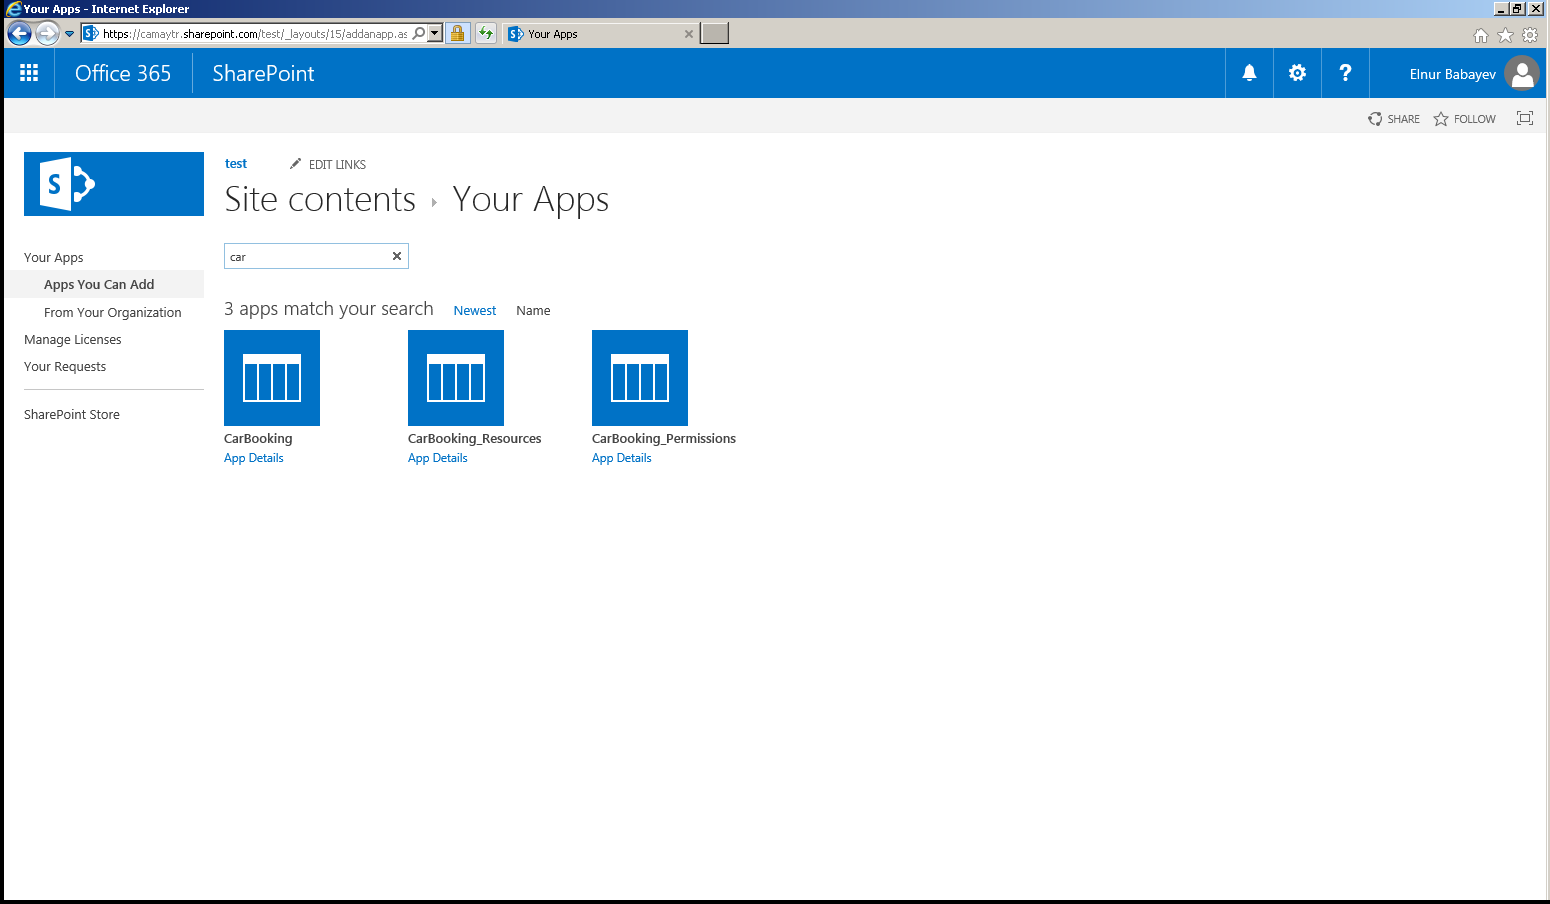 Your Apps - Internet Explorer
https://camaytr.sharepoint.com/test/_layouts/15/addanapp.as
Your Apps
Office 365
SharePoint
Elnur Babayev
SHARE
FOLLOW
S
test
EDIT LINKS
Site contents
Your Apps
car
Your Apps
Apps You Can Add
From Your Organization
Manage Licenses
Your Requests
SharePoint Store
3 apps match your search
Newest
Name
CarBooking
App Details
CarBooking_Resources
App Details
CarBooking_Permissions
App Details